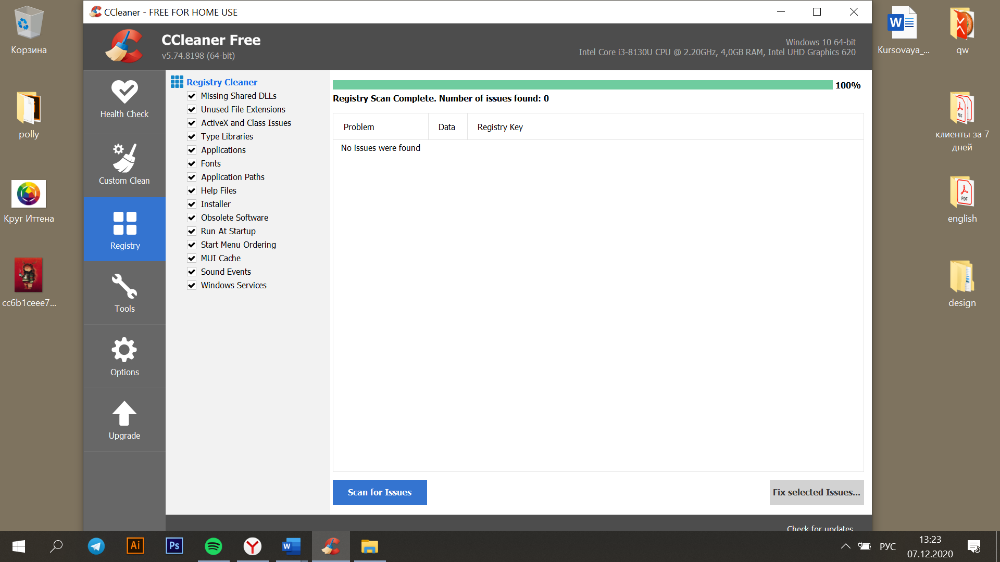 CCleaner - FREE FOR HOME USE
CCleaner Free
v5.74.8198 (64-bit)
Windows 10 64-bit
Intel Core i3-8130U CPU @ 2.20GHz, 4,0GB RAM, Intel UHD Graphics 620
Health Check
Custom Clean
Registry
Tools
Options
Upgrade
Registry Cleaner
Missing Shared DLLs
Unused File Extensions
ActiveX and Class Issues
Type Libraries
Applications
Fonts
Application Paths
Help Files
Installer
Obsolete Software
Run At Startup
Start Menu Ordering
MUI Cache
Sound Events
Windows Services
100%
Registry Scan Complete. Number of issues found: 0
Problem Data Registry Key
No issues were found
Scan for Issues
Fix selected Issues...
Check for updates
Корзина
polly
Круг Иттена
cc6b1ceee7...
Kursovaya_...
qw
PDF
клиенты за 7
дней
PDF
english
design
W
Ai
Ps
W
РУС
13:23
07.12.2020